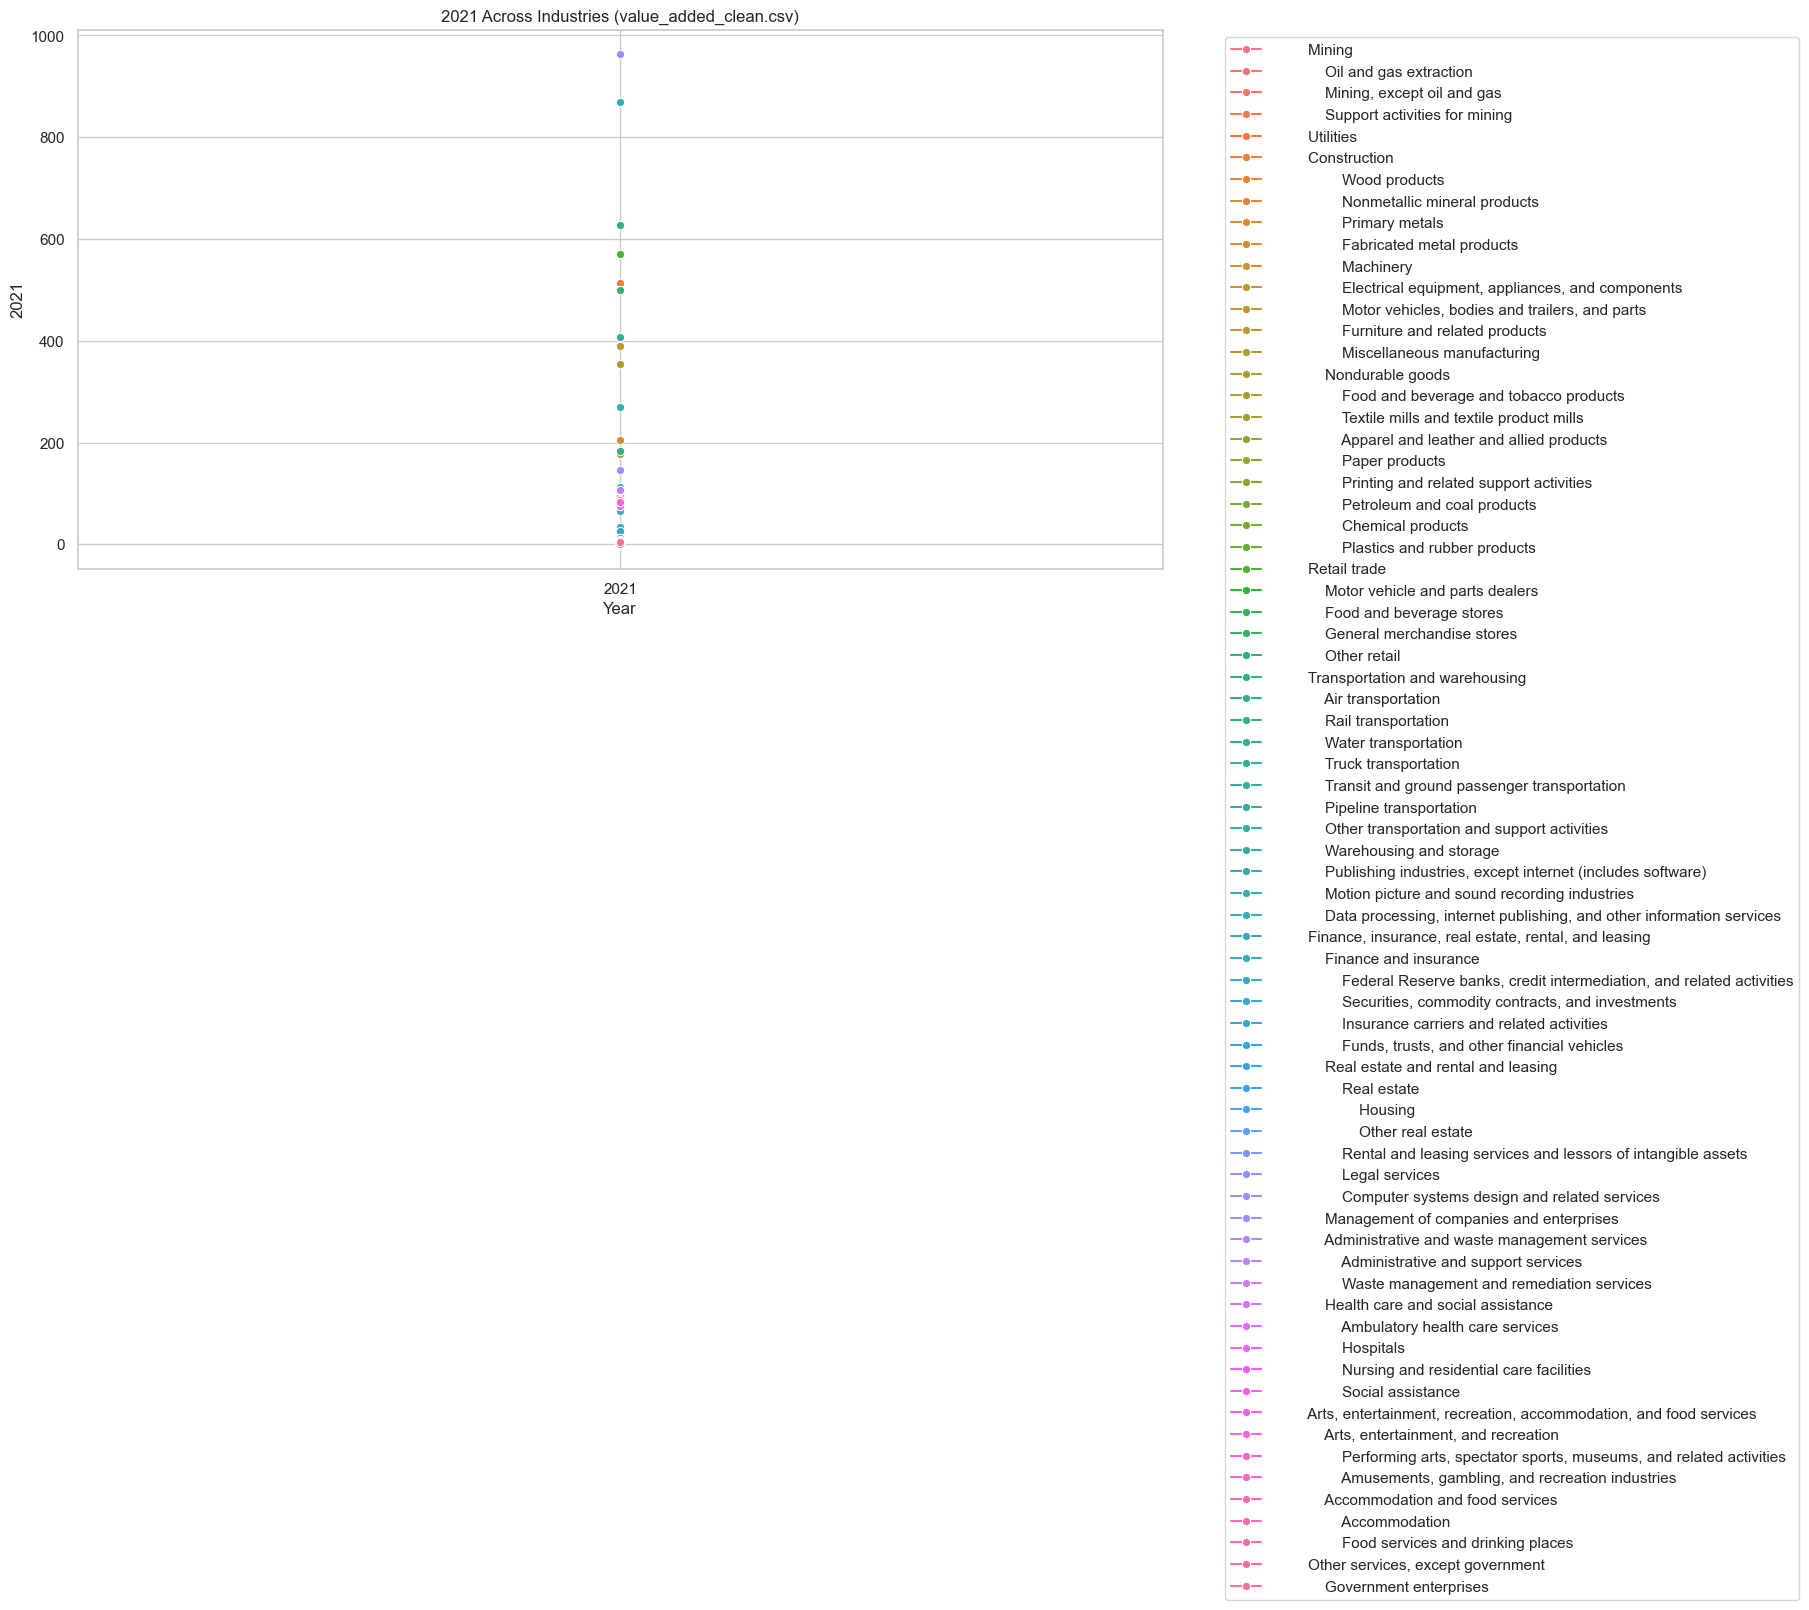 2021 Across Industries (value_added_clean.csv)
1000
800
600
400
200
0
2021
2021
Year
Mining
Oil and gas extraction
Mining, except oil and gas
Support activities for mining
Utilities
Construction
Wood products
Nonmetallic mineral products
Primary metals
Fabricated metal products
Machinery
Electrical equipment, appliances, and components
Motor vehicles, bodies and trailers, and parts
Furniture and related products
Miscellaneous manufacturing
Nondurable goods
Food and beverage and tobacco products
Textile mills and textile product mills
Apparel and leather and allied products
Paper products
Printing and related support activities
Petroleum and coal products
Chemical products
Plastics and rubber products
Retail trade
Motor vehicle and parts dealers
Food and beverage stores
General merchandise stores
Other retail
Transportation and warehousing
Air transportation
Rail transportation
Water transportation
Truck transportation
Transit and ground passenger transportation
Pipeline transportation
Other transportation and support activities
Warehousing and storage
Publishing industries, except internet (includes software)
Motion picture and sound recording industries
Data processing, internet publishing, and other information services
Finance, insurance, real estate, rental, and leasing
Finance and insurance
Federal Reserve banks, credit intermediation, and related activities
Securities, commodity contracts, and investments
Insurance carriers and related activities
Funds, trusts, and other financial vehicles
Real estate and rental and leasing
Real estate
Housing
Other real estate
Rental and leasing services and lessors of intangible assets
Legal services
Computer systems design and related services
Management of companies and enterprises
Administrative and waste management services
Administrative and support services
Waste management and remediation services
Health care and social assistance
Ambulatory health care services
Hospitals
Nursing and residential care facilities
Social assistance
Arts, entertainment, recreation, accommodation, and food services
Arts, entertainment, and recreation
Performing arts, spectator sports, museums, and related activities
Amusements, gambling, and recreation industries
Accommodation and food services
Accommodation
Food services and drinking places
Other services, except government
Government enterprises